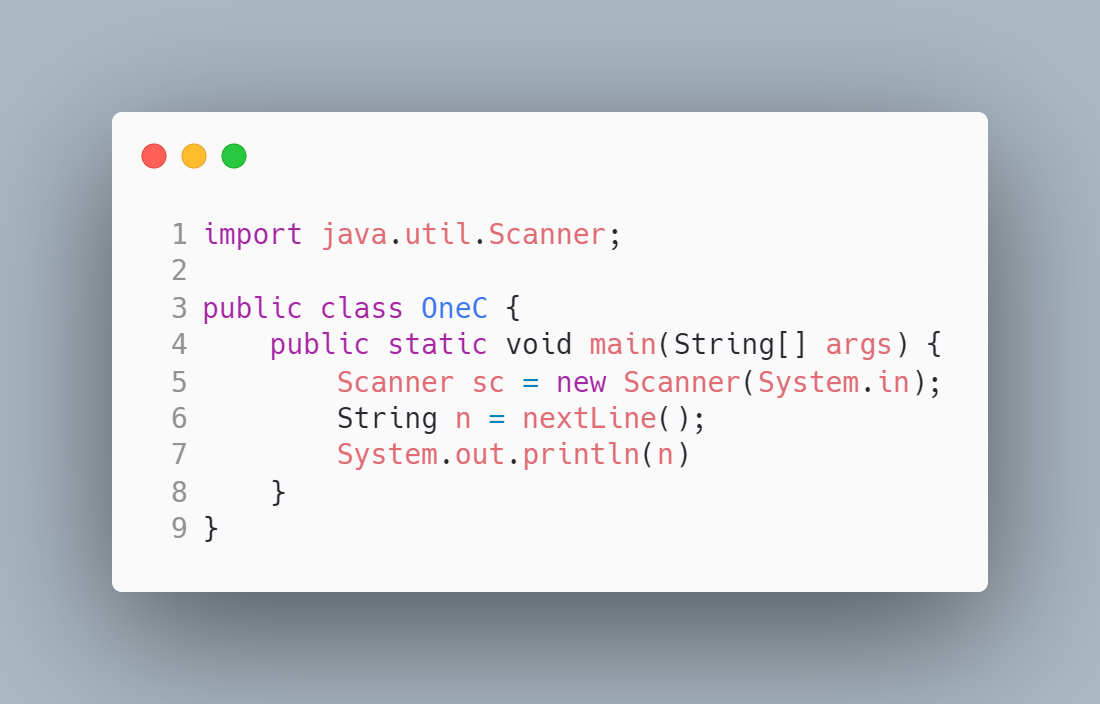 1 import java.util.Scanner;
2
3 public class OneC {
4     public static void main(String[] args) {
5         Scanner sc = new Scanner(System.in);
6         String n = nextLine();
7         System.out.println(n)
8     }
9 }